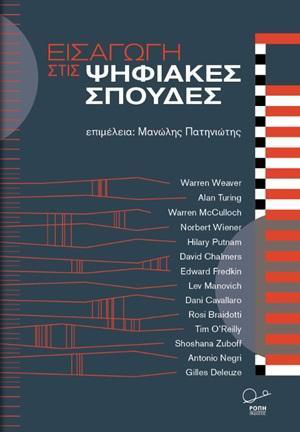 ΕΙΣΑΓΩΓΗ
ΣΤΙΣ ΨΗΦΙΑΚΕΣ
ΣΠΟΥΔΕΣ
επιμέλεια: Μανώλης Πατηνιώτης
Warren Weaver
Alan Turing
Warren McCulloch
Norbert Wiener
Hilary Putnam
David Chalmers
Edward Fredkin
Lev Manovich
Dani Cavallaro
Rosi Braidotti
Tim O'Reilly
Shoshana Zuboff
Antonio Negri
Gilles Deleuze
ΡΟΠΗ